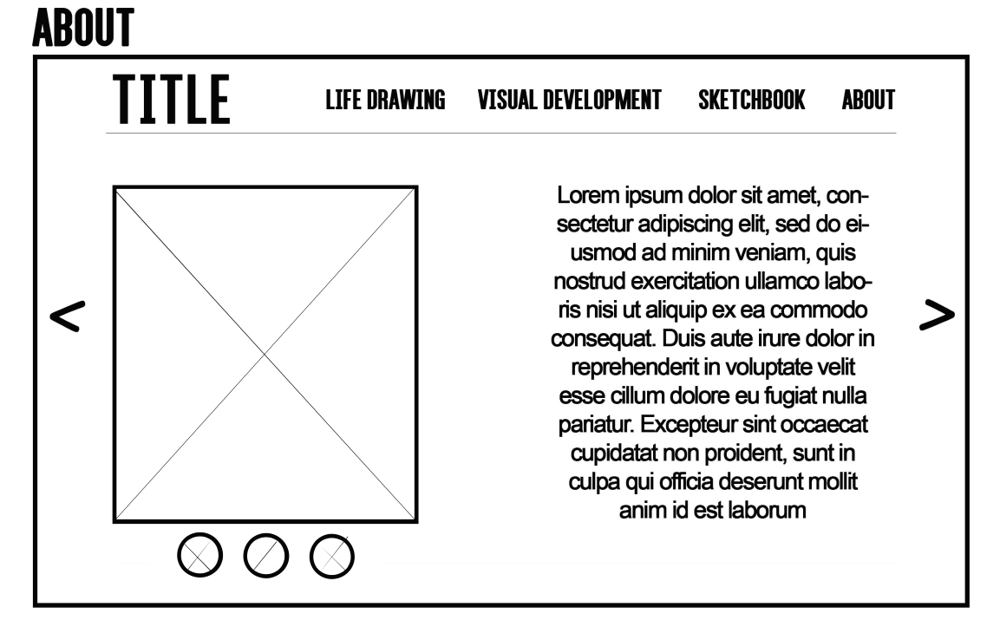 ABOUT
TITLE
LIFE DRAWING
VISUAL DEVELOPMENT
SKETCHBOOK
ABOUT
Lorem ipsum dolor sit amet, con-
sectetur adipiscing elit, sed do ei-
usmod ad minim veniam, quis
nostrud exercitation ullamco labo-
ris nisi ut aliquip ex ea commodo
consequat. Duis aute irure dolor in
reprehenderit in voluptate velit
esse cillum dolore eu fugiat nulla
pariatur. Excepteur sint occaecat
cupidatat non proident, sunt in
culpa qui officia deserunt mollit
anim id est laborum
<
>